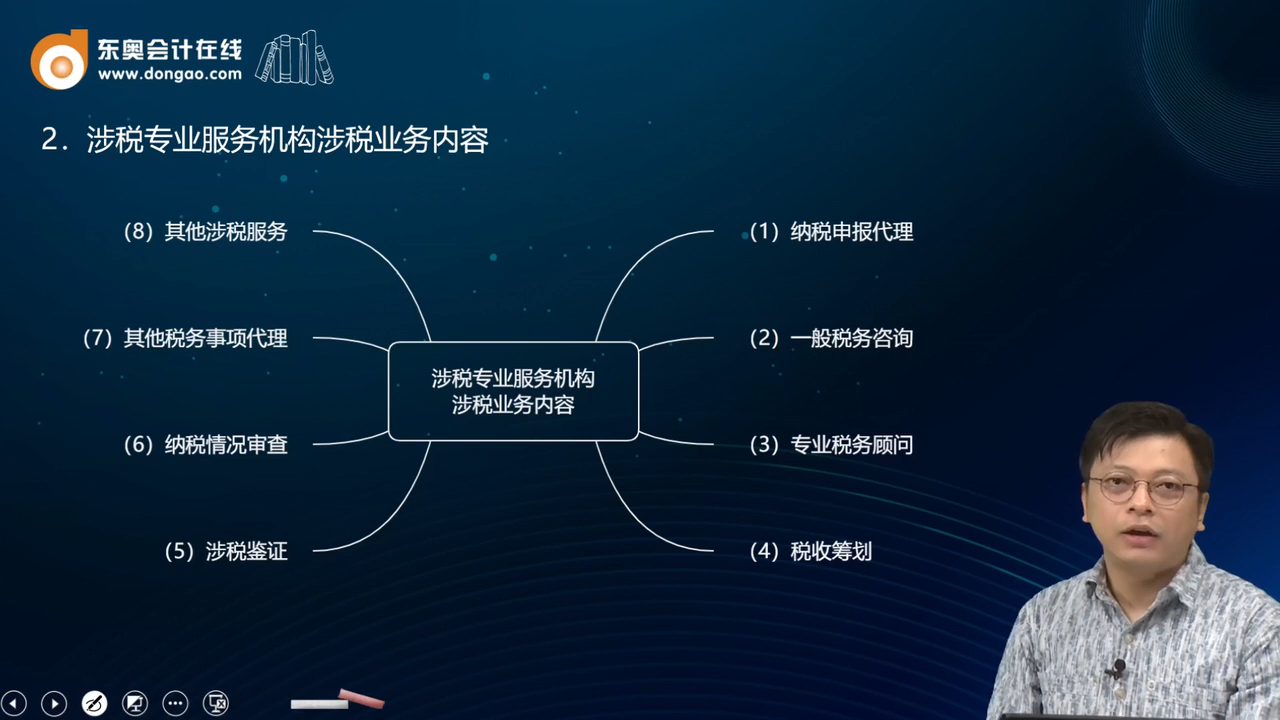 东奥会计在线
www.dongao.com
2．涉税专业服务机构涉税业务内容
（8）其他涉税服务
（1）纳税申报代理
（7）其他税务事项代理
（2）一般税务咨询
涉税专业服务机构
涉税业务内容
（6）纳税情况审查
（3）专业税务顾问
（5）涉税鉴证
（4）税收筹划